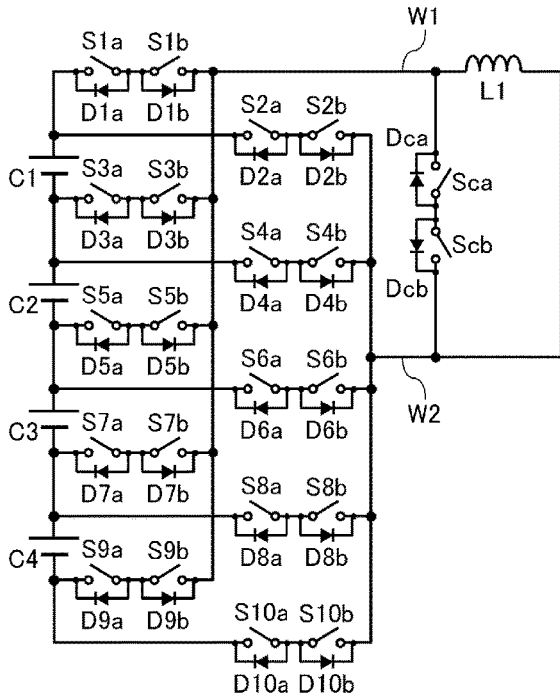 W1
S1a S1b
D1a D1b
L1
S2a S2b
D2a D2b
Dca
Sca
C1
S3a S3b
D3a D3b
Scb
Dcb
S4a S4b
D4a D4b
C2
S5a S5b
D5a D5b
S6a S6b
D6a D6b
W2
C3
S7a S7b
D7a D7b
S8a S8b
D8a D8b
C4
S9a S9b
D9a D9b
S10a S10b
D10a D10b